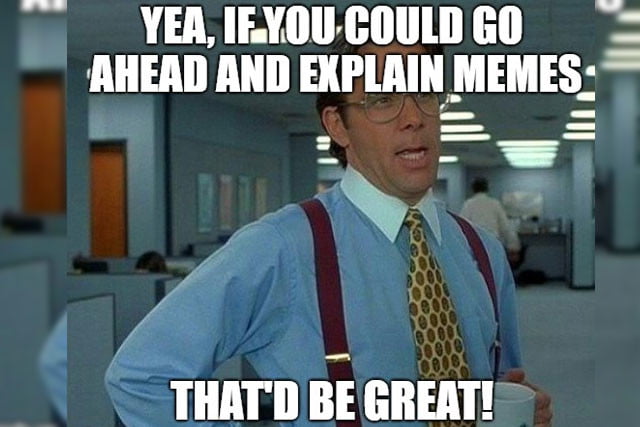 YEA, IF YOU COULD GO
AHEAD AND EXPLAIN MEMES
THAT'D BE GREAT!